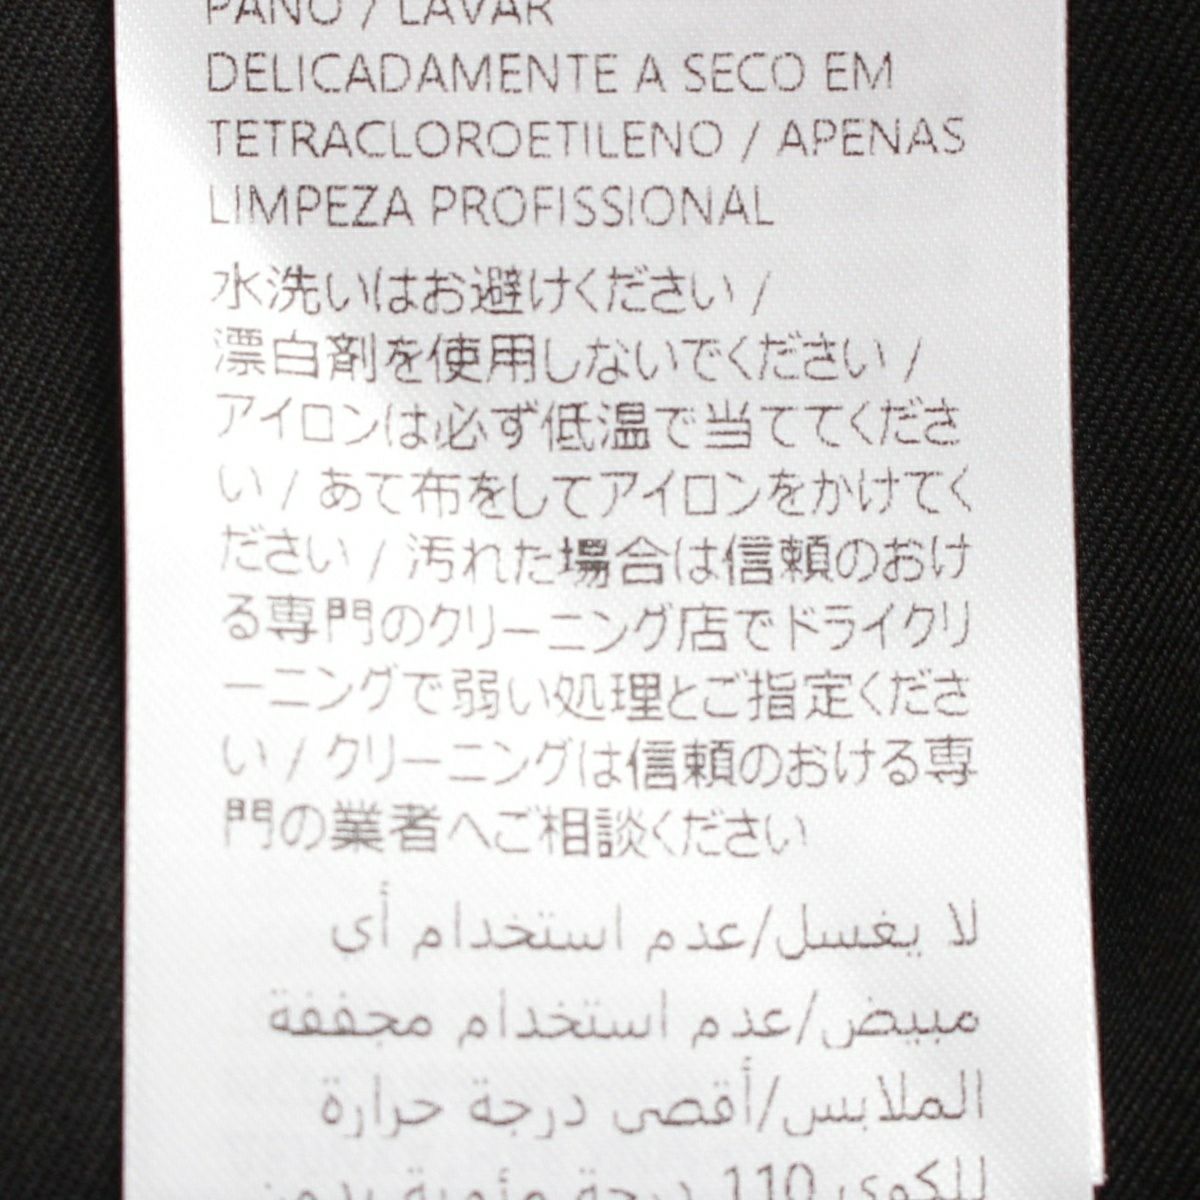 PANO / LAVAR
DELICADAMENTE A SECO EM
TETRACLOROETILENO / APENAS
LIMPEZA PROFISSIONAL
水洗いはお避けください /
漂白剤を使用しないでください /
アイロンは必ず低温で当ててくださ
い / あて布をしてアイロンをかけてく
ださい / 汚れた場合は信頼のおけ
る専門のクリーニング店でドライクリ
ーニングで弱い処理とご指定くださ
い / クリーニングは信頼のおける専
門の業者へご相談ください
لا يغسل/عدم استخدام أى
مبيض/عدم استخدام مجففة
الملابس/أقصى درجة حرارة
للكوى 110 درجة مئوية بدون